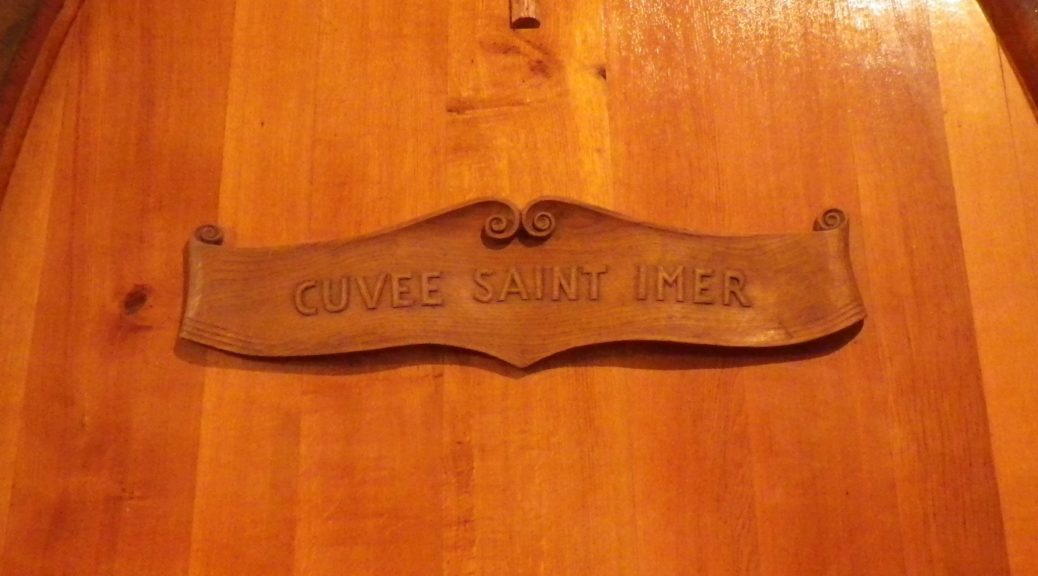 CUVEE SAINT IMER